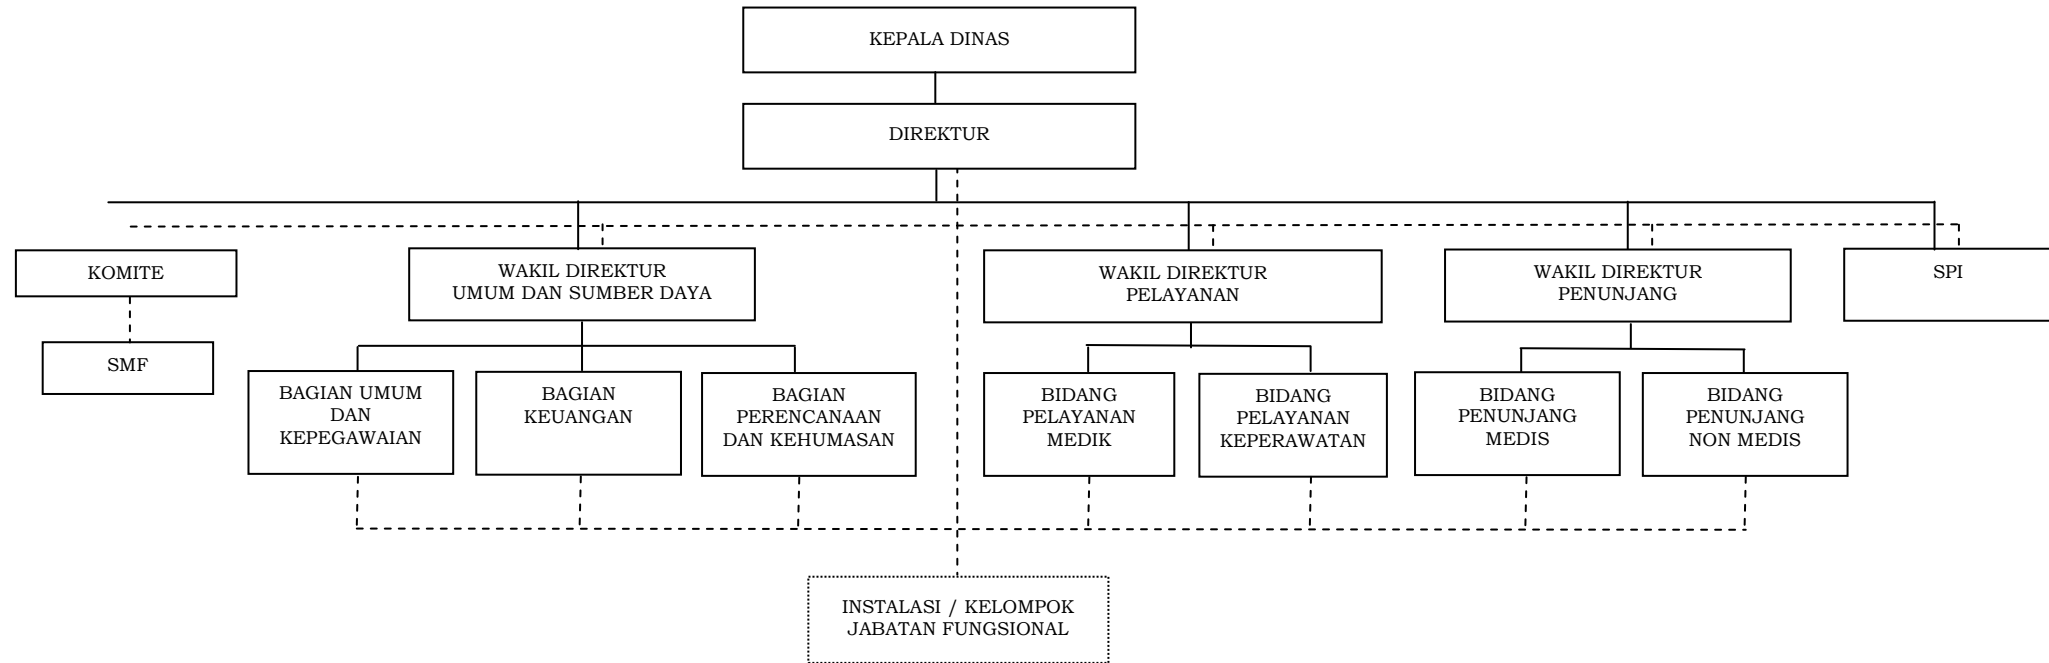 KEPALA DINAS
DIREKTUR
KOMITE
WAKIL DIREKTUR
UMUM DAN SUMBER DAYA
WAKIL DIREKTUR
PELAYANAN
WAKIL DIREKTUR
PENUNJANG
SPI
SMF
BAGIAN UMUM
DAN
KEPEGAWAIAN
BAGIAN
KEUANGAN
BAGIAN
PERENCANAAN
DAN KEHUMASAN
BIDANG
PELAYANAN
MEDIK
BIDANG
PELAYANAN
KEPERAWATAN
BIDANG
PENUNJANG
MEDIS
BIDANG
PENUNJANG
NON MEDIS
INSTALASI / KELOMPOK
JABATAN FUNGSIONAL